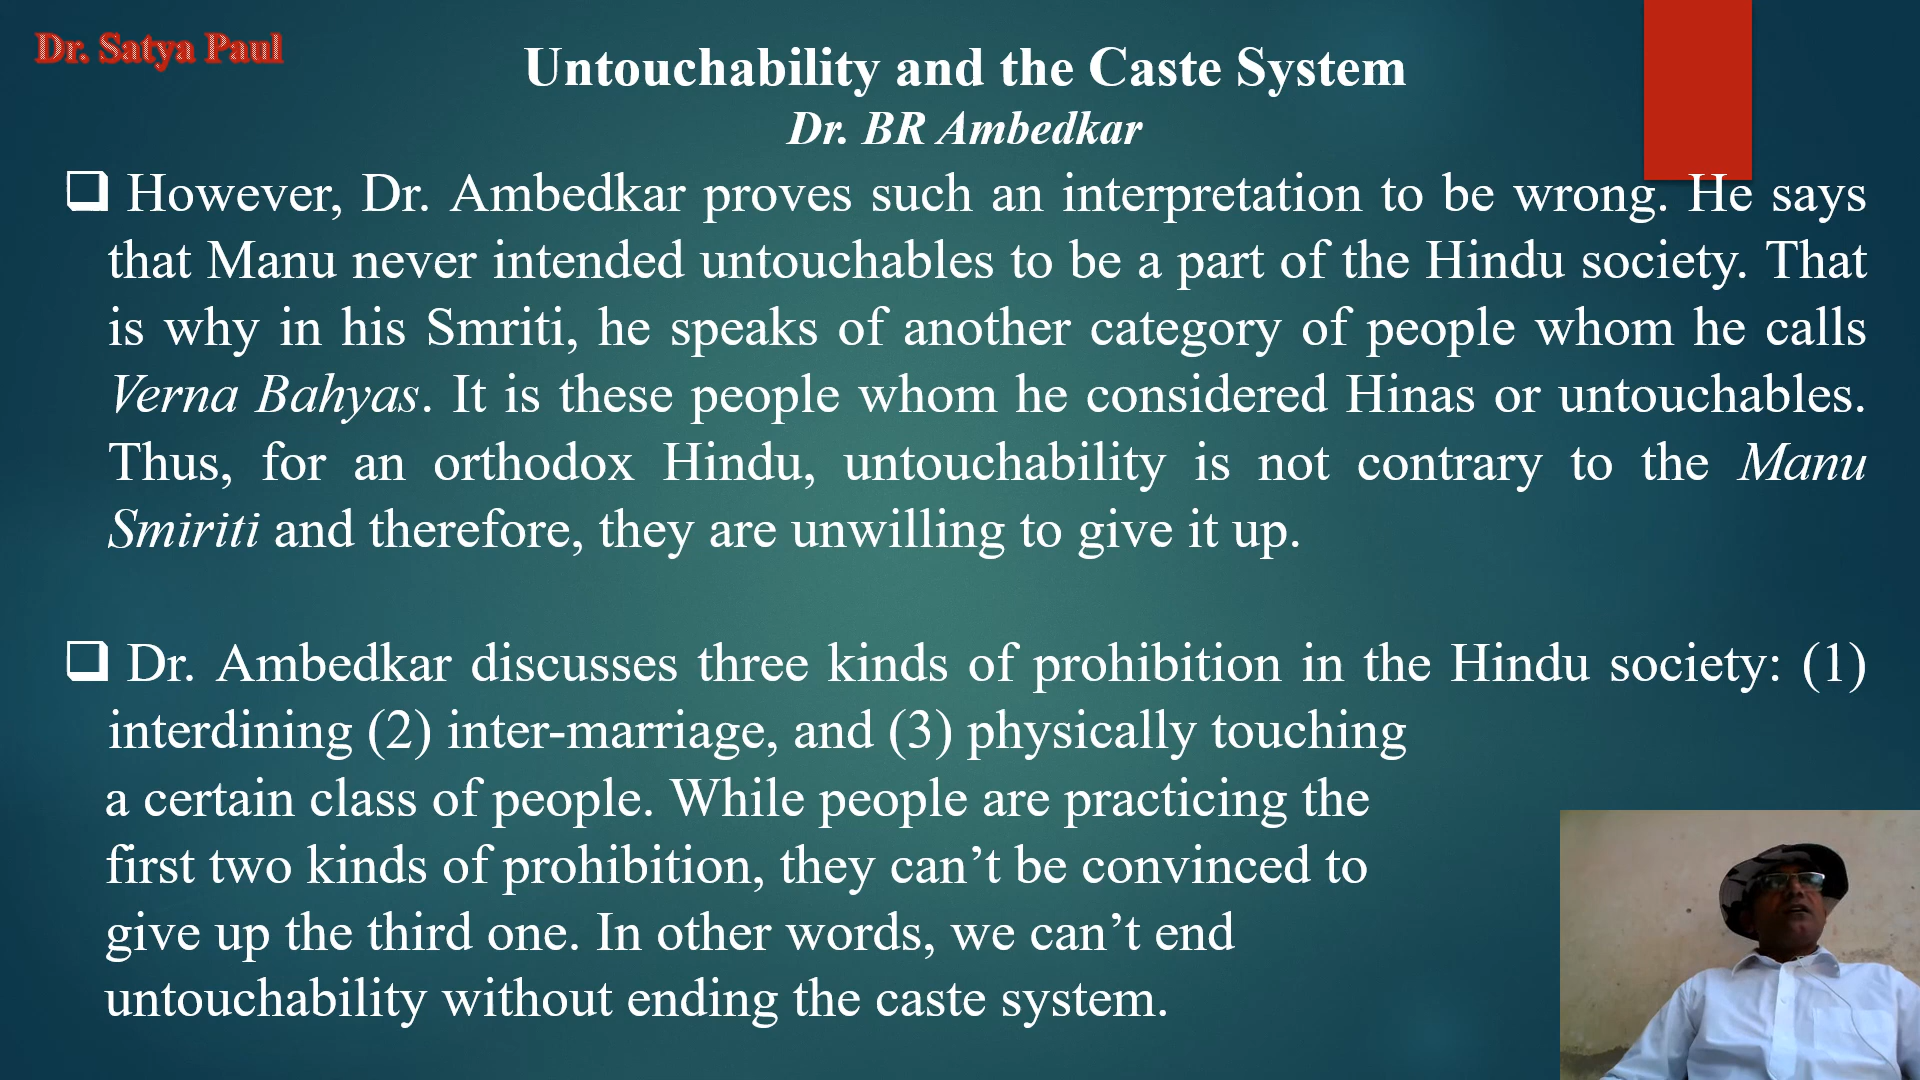 Dr. Satya Paul
Untouchability and the Caste System
Dr. BR Ambedkar
❑ However, Dr. Ambedkar proves such an interpretation to be wrong. He says
that Manu never intended untouchables to be a part of the Hindu society. That
is why in his Smriti, he speaks of another category of people whom he calls
Verna Bahyas. It is these people whom he considered Hinas or untouchables.
Thus, for an orthodox Hindu, untouchability is not contrary to the Manu
Smiriti and therefore, they are unwilling to give it up.
❑ Dr. Ambedkar discusses three kinds of prohibition in the Hindu society: (1)
interdining (2) inter-marriage, and (3) physically touching
a certain class of people. While people are practicing the
first two kinds of prohibition, they can’t be convinced to
give up the third one. In other words, we can’t end
untouchability without ending the caste system.